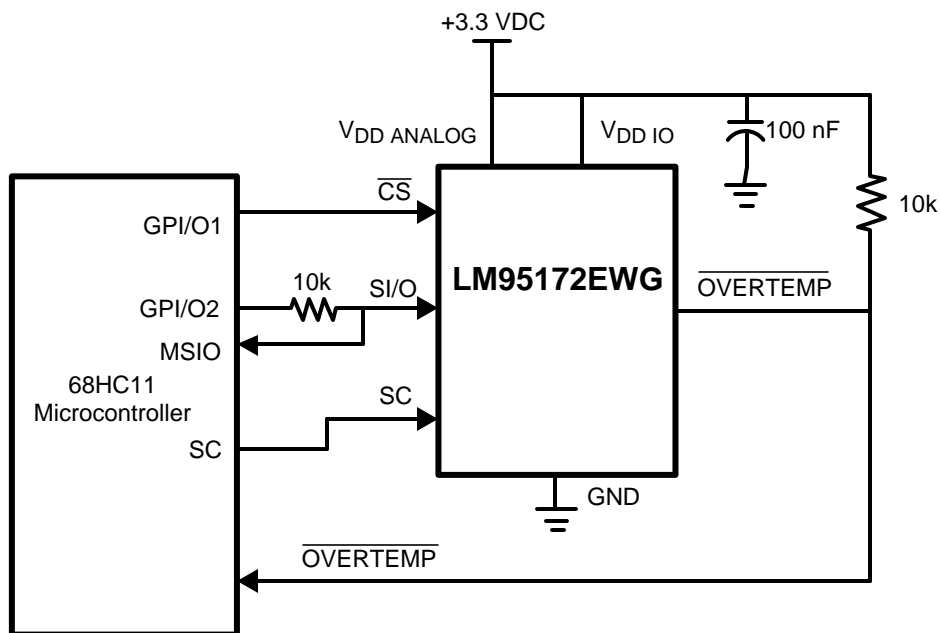 +3.3 VDC
VDD ANALOG
VDD IO
100 nF
10k
CS
GPI/O1
LM95172EWG
OVERTEMP
10k
SI/O
GPI/O2
MSIO
68HC11
Microcontroller
SC
SC
GND
OVERTEMP